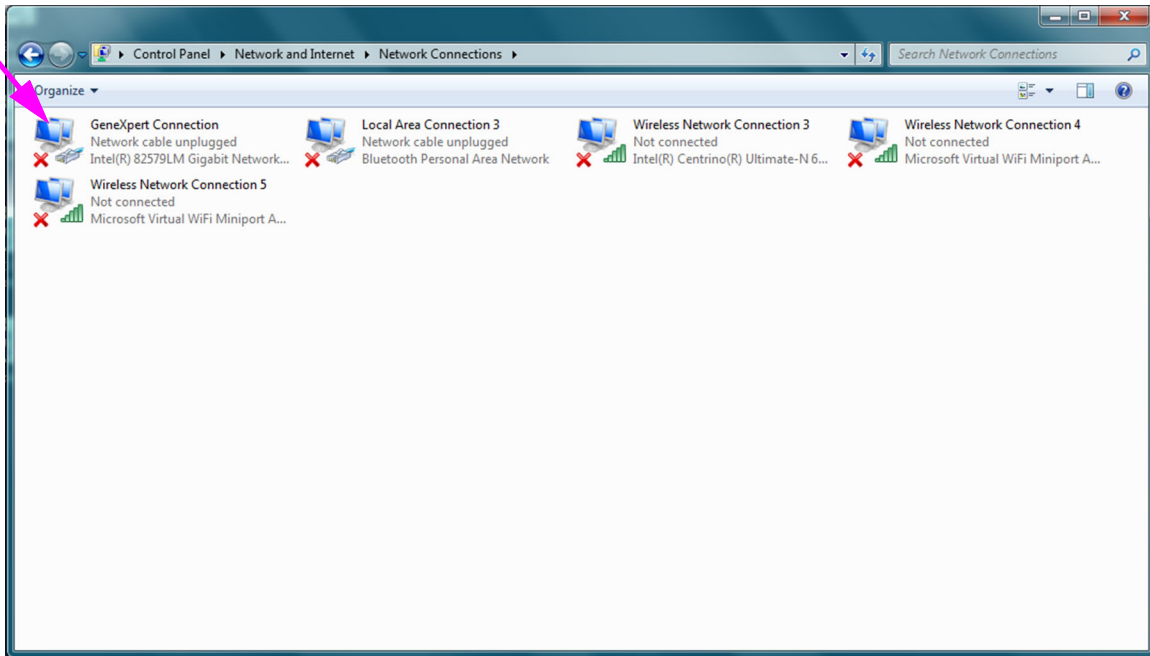 Control Panel Network and Internet Network Connections Search Network Connections
Organize
GeneXpert Connection
Network cable unplugged
Intel(R) 82579LM Gigabit Network...
Local Area Connection 3
Network cable unplugged
Bluetooth Personal Area Network
Wireless Network Connection 3
Not connected
Intel(R) Centrino(R) Ultimate-N 6...
Wireless Network Connection 4
Not connected
Microsoft Virtual WiFi Miniport A...
Wireless Network Connection 5
Not connected
Microsoft Virtual WiFi Miniport A...